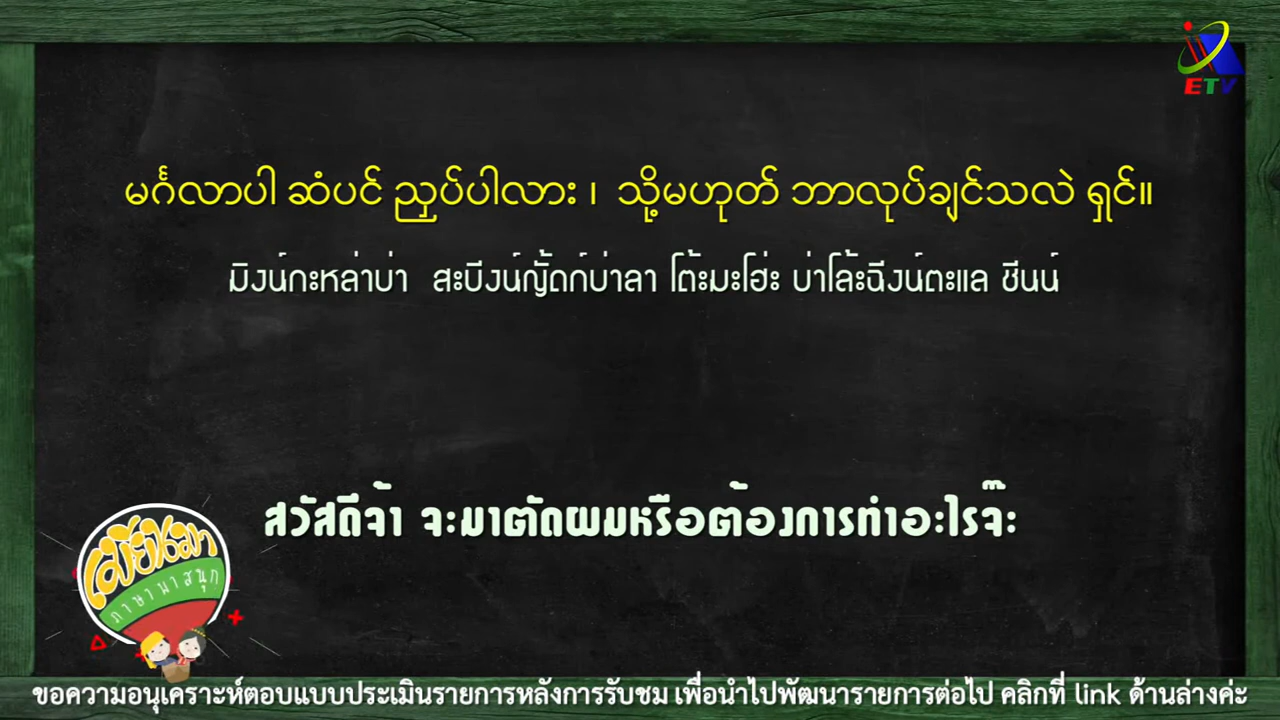 ETV
မင်္ဂလာပါ ဆံပင် ညှပ်ပါလား ၊ သို့မဟုတ် ဘာလုပ်ချင်သလဲ ရှင်။
มิงน์กะหล่าบ่า สะบีงน์ญั้ดก์บ่าลา โต้ะมะโฮ่ะ บ่าโล้ะฉีงน์ตะแล ชีนน์
สวัสดีจ้า จะมาตัดผมหรือต้องการทำอะไรจ๊ะ
เมียนมา
ภาษาพาสนุก
ขอความอนุเคราะห์ตอบแบบประเมินรายการหลังการรับชม เพื่อนำไปพัฒนารายการต่อไป คลิกที่ link ด้านล่างค่ะ